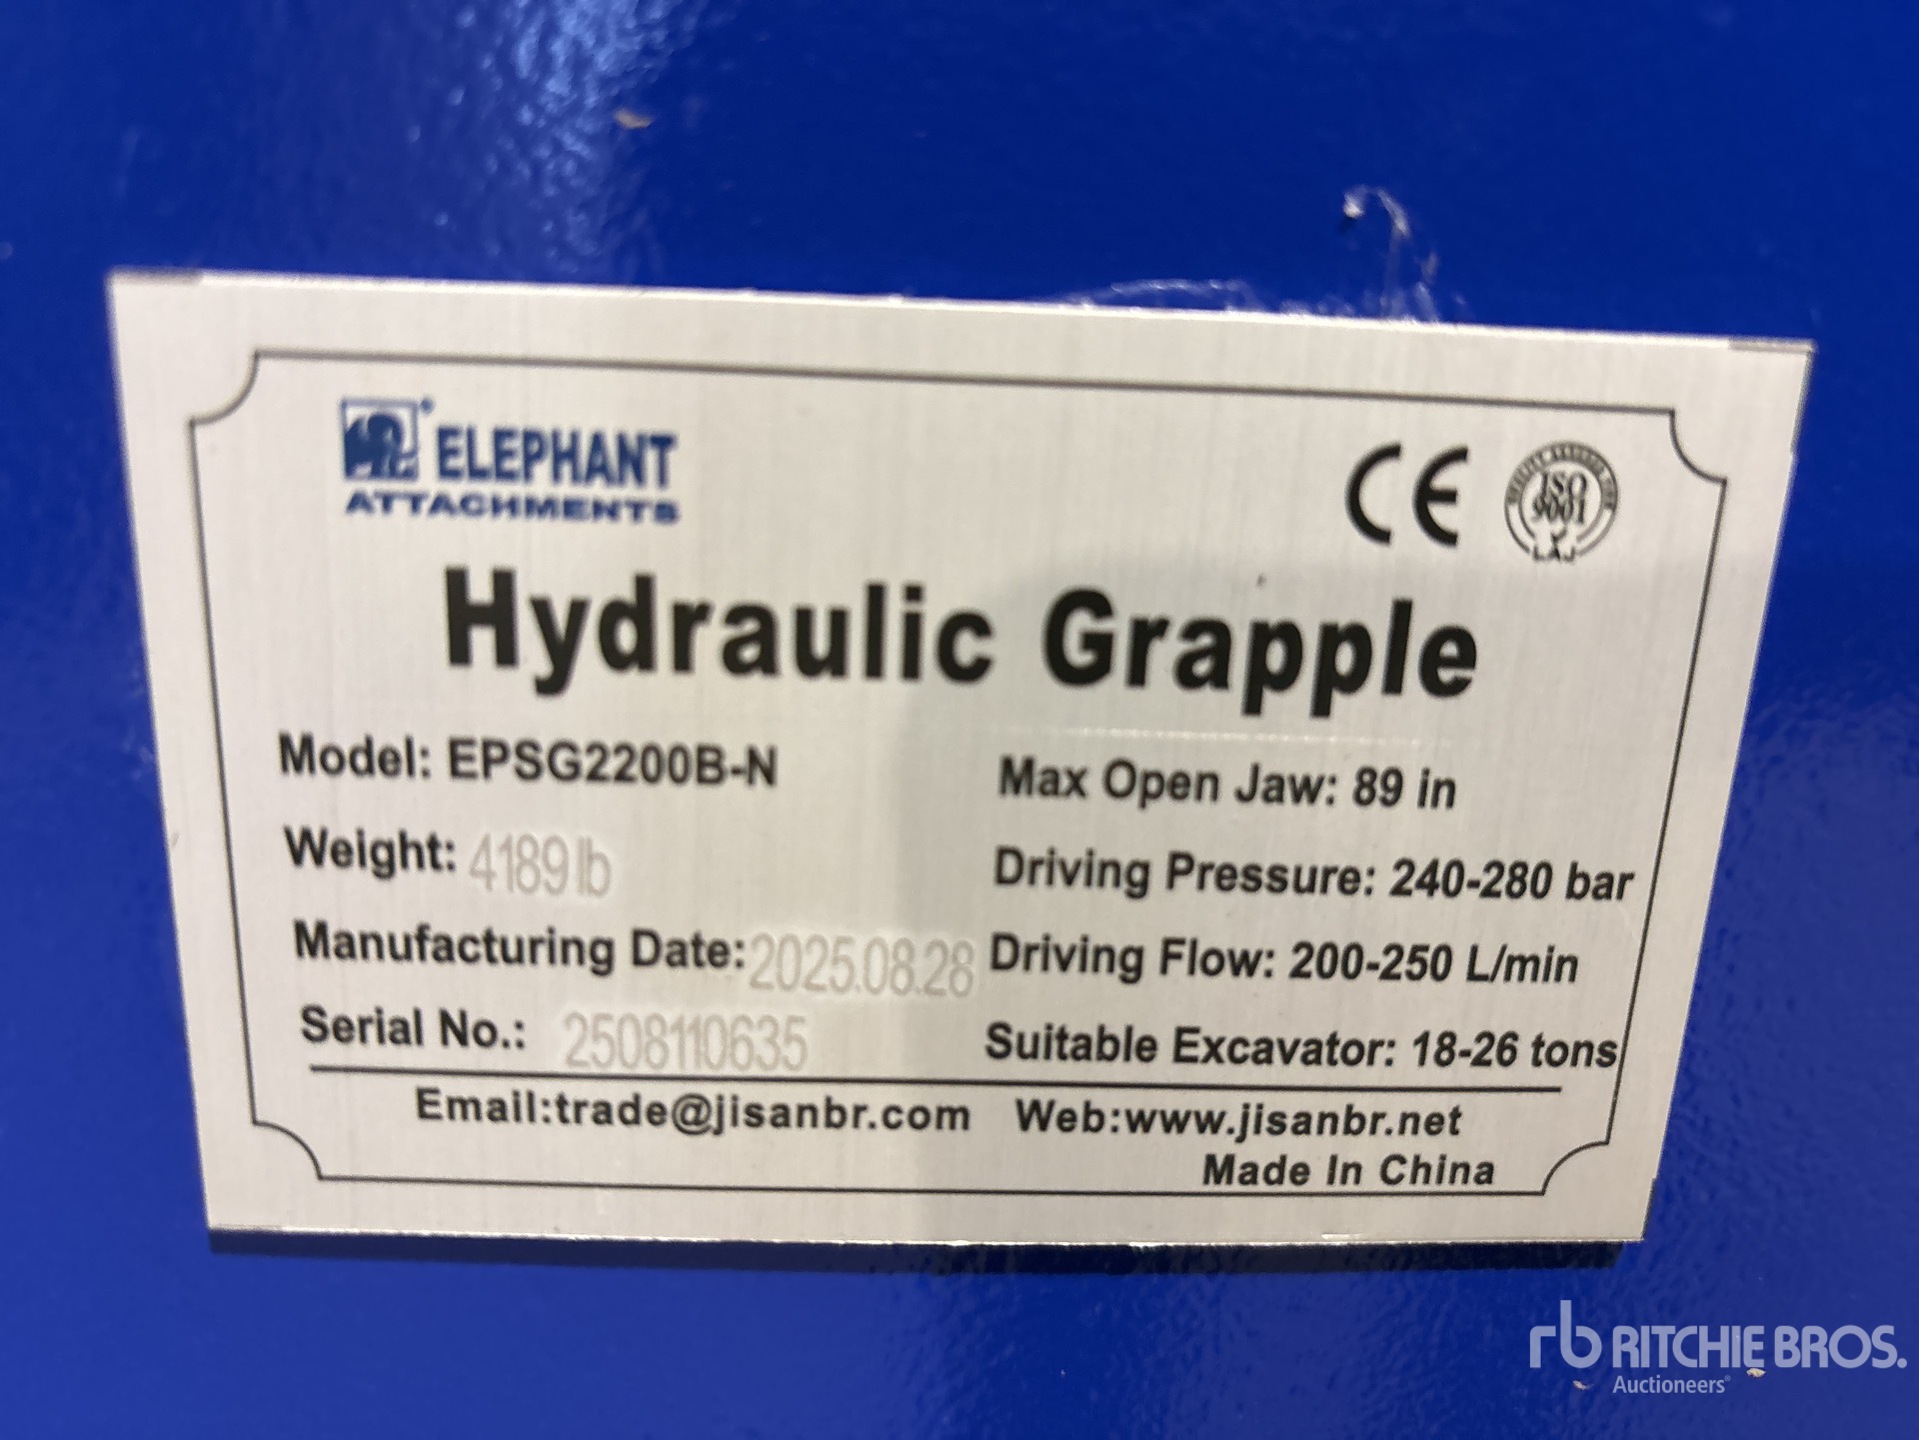 ELEPHANT
ATTACHMENTS
CE
ISO
9001
Hydraulic Grapple
Model: EPSG2200B-N
Max Open Jaw: 89 in
Weight: 4189 lb
Driving Pressure: 240-280 bar
Manufacturing Date: 2025.08.28
Driving Flow: 200-250 L/min
Serial No.: 2508110635
Suitable Excavator: 18-26 tons
Email:trade@jisanbr.com Web:www.jisanbr.net
Made In China
rb RITCHIE BROS.
Auctioneers